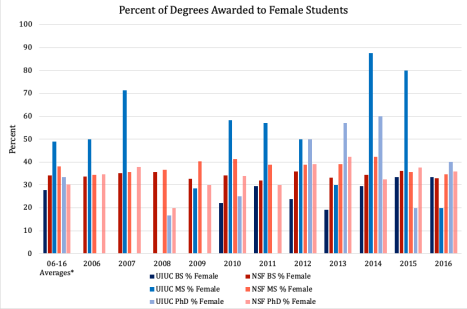 Percent of Degrees Awarded to Female Students
100
90
80
70
60
50
40
30
20
10
0
Percent
06-16 2006 2007 2008 2009 2010 2011 2012 2013 2014 2015 2016
Averages*
UIUC BS % Female NSF BS % Female
UIUC MS % Female NSF MS % Female
UIUC PhD % Female NSF PhD % Female